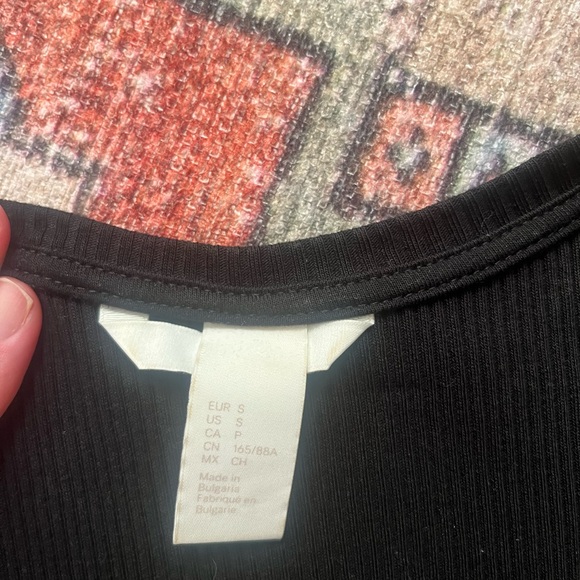 EUR S
US S
CA P
CN 165/88A
MX CH
Made in
Bulgaria
Fabriqué en
Bulgarie